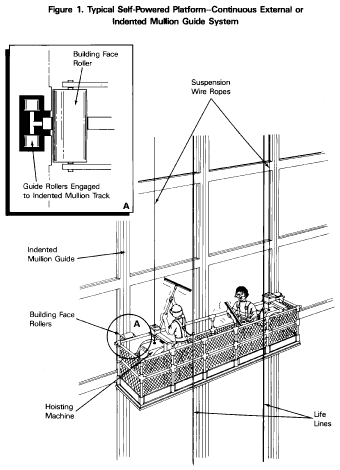 Figure 1. Typical Self-Powered Platform—Continuous External or
Indented Mullion Guide System
Building Face
Roller
Guide Rollers Engaged
to Indented Mullion Track
A
Suspension
Wire Ropes
Indented
Mullion Guide
Building Face
Rollers
A
Hoisting
Machine
Life
Lines